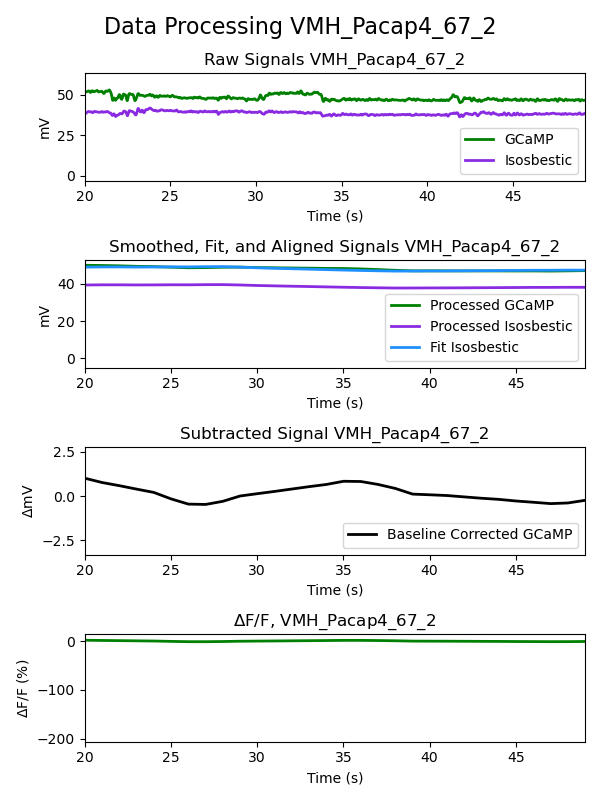 Data Processing VMH_Pacap4_67_2
Raw Signals VMH_Pacap4_67_2
50
25
0
mV
GCaMP
Isosbestic
20 25 30 35 40 45
Time (s)
Smoothed, Fit, and Aligned Signals VMH_Pacap4_67_2
40
20
0
mV
Processed GCaMP
Processed Isosbestic
Fit Isosbestic
20 25 30 35 40 45
Time (s)
Subtracted Signal VMH_Pacap4_67_2
2.5
0.0
−2.5
ΔmV
Baseline Corrected GCaMP
20 25 30 35 40 45
Time (s)
ΔF/F, VMH_Pacap4_67_2
0
−100
−200
ΔF/F (%)
20 25 30 35 40 45
Time (s)